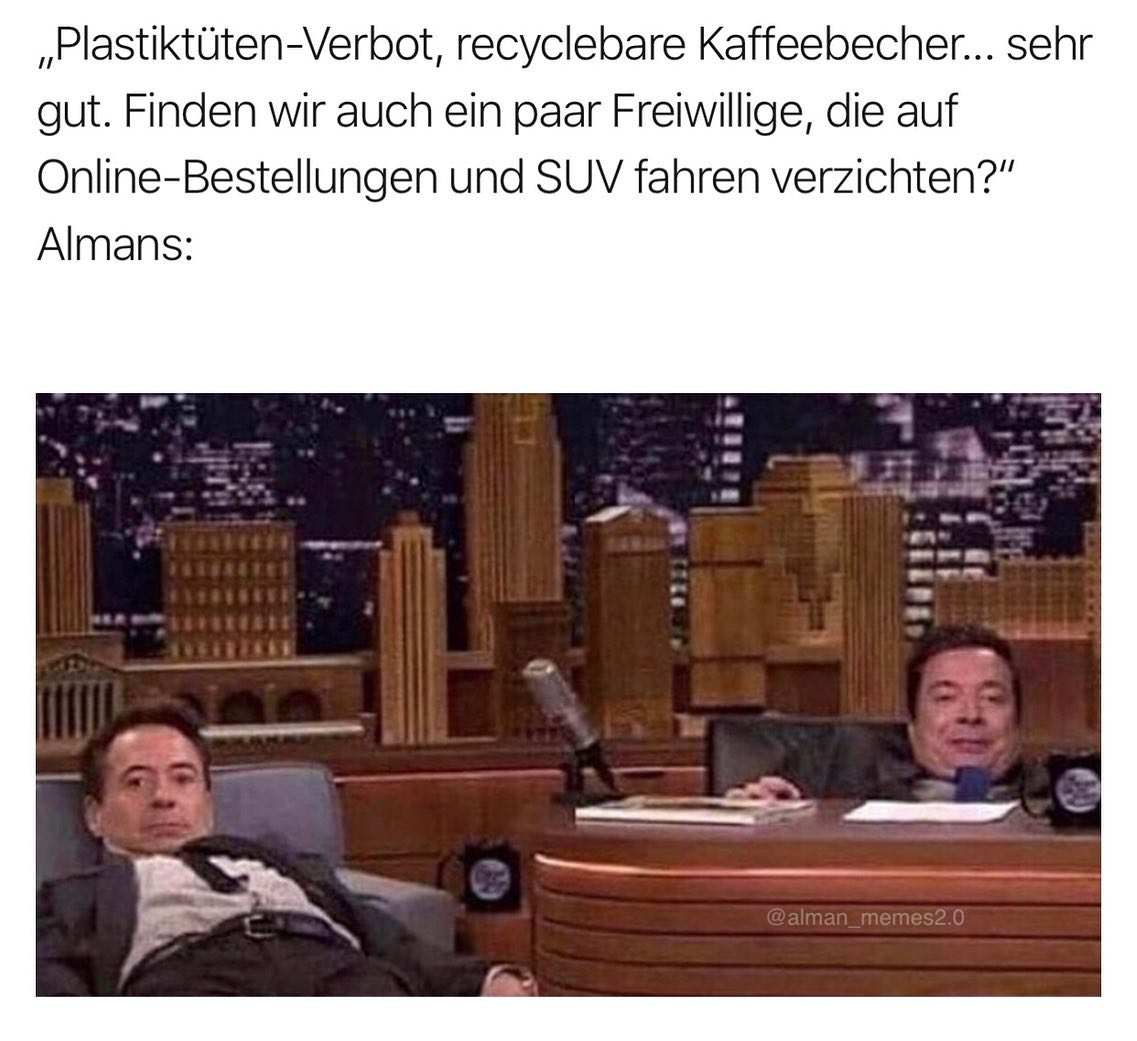 „Plastiktüten-Verbot, recyclebare Kaffeebecher... sehr
gut. Finden wir auch ein paar Freiwillige, die auf
Online-Bestellungen und SUV fahren verzichten?“
Almans:
@alman_memes2.0